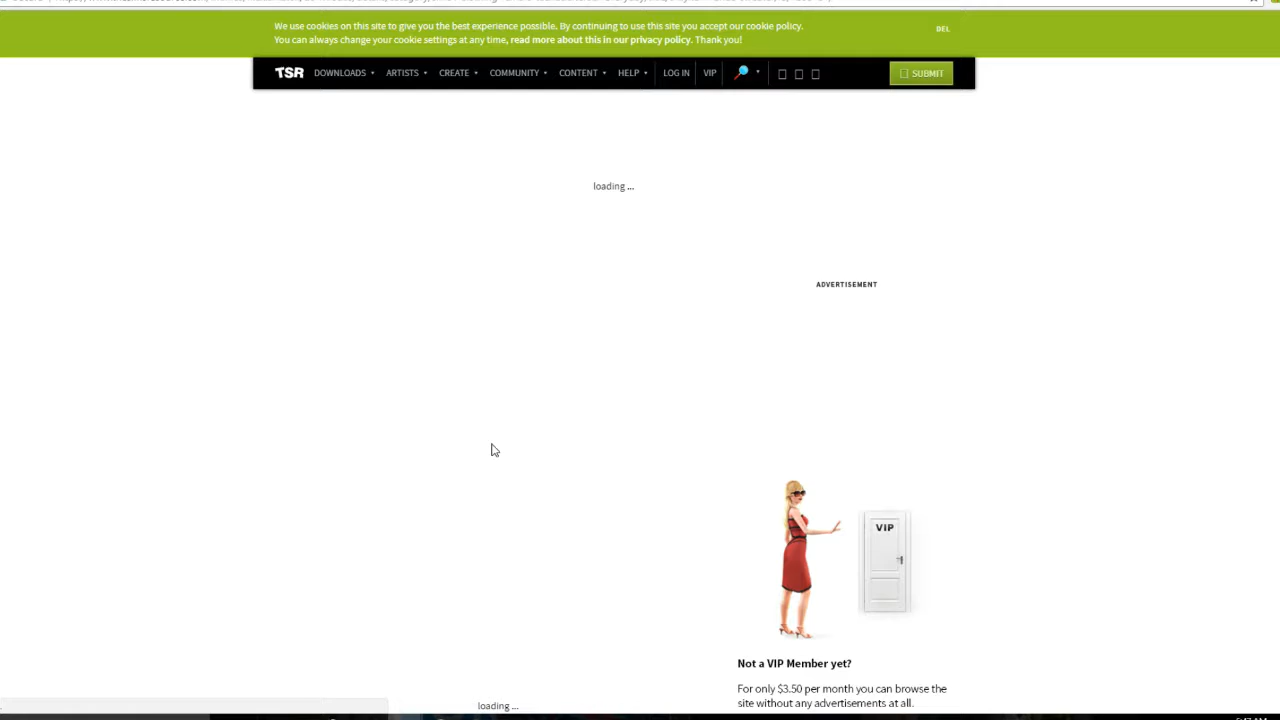 We use cookies on this site to give you the best experience possible. By continuing to use this site you accept our cookie policy.
You can always change your cookie settings at any time, read more about this in our privacy policy. Thank you!
DEL
TSR DOWNLOADS ARTISTS CREATE COMMUNITY CONTENT HELP LOG IN VIP SUBMIT
loading ...
ADVERTISEMENT
VIP
Not a VIP Member yet?
For only $3.50 per month you can browse the
site without any advertisements at all.
loading ...